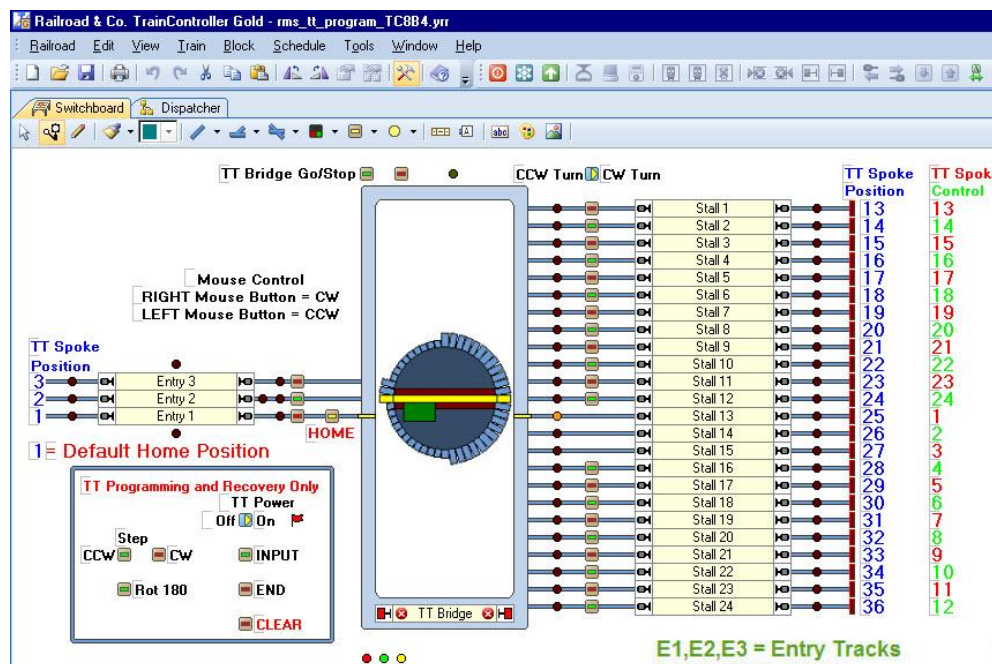 Railroad & Co. TrainController Gold - rms_tt_program_TC8B4.yrr
Railroad Edit View Train Block Schedule Tools Window Help
Switchboard Dispatcher
abc
TT Bridge Go/Stop
CCW Turn CW Turn
TT Spoke Position
TT Spok Control
Mouse Control
RIGHT Mouse Button = CW
LEFT Mouse Button = CCW
TT Spoke
Position
3 Entry 3
2 Entry 2
1 Entry 1
HOME
1 = Default Home Position
TT Programming and Recovery Only
TT Power
Off On
Step
CCW CW INPUT
Rot 180 END
CLEAR
TT Bridge
Stall 1 13 13
Stall 2 14 14
Stall 3 15 15
Stall 4 16 16
Stall 5 17 17
Stall 6 18 18
Stall 7 19 19
Stall 8 20 20
Stall 9 21 21
Stall 10 22 22
Stall 11 23 23
Stall 12 24 24
Stall 13 25 1
Stall 14 26 2
Stall 15 27 3
Stall 16 28 4
Stall 17 29 5
Stall 18 30 6
Stall 19 31 7
Stall 20 32 8
Stall 21 33 9
Stall 22 34 10
Stall 23 35 11
Stall 24 36 12
E1,E2,E3 = Entry Tracks